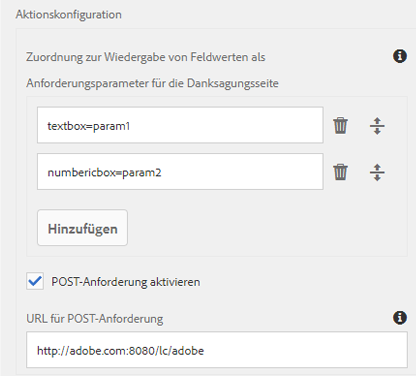 Aktionskonfiguration
Zuordnung zur Wiedergabe von Feldwerten als
Anforderungsparameter für die Danksagungsseite
textbox=param1
numbericbox=param2
Hinzufügen
POST-Anforderung aktivieren
URL für POST-Anforderung
http://adobe.com:8080/lc/adobe